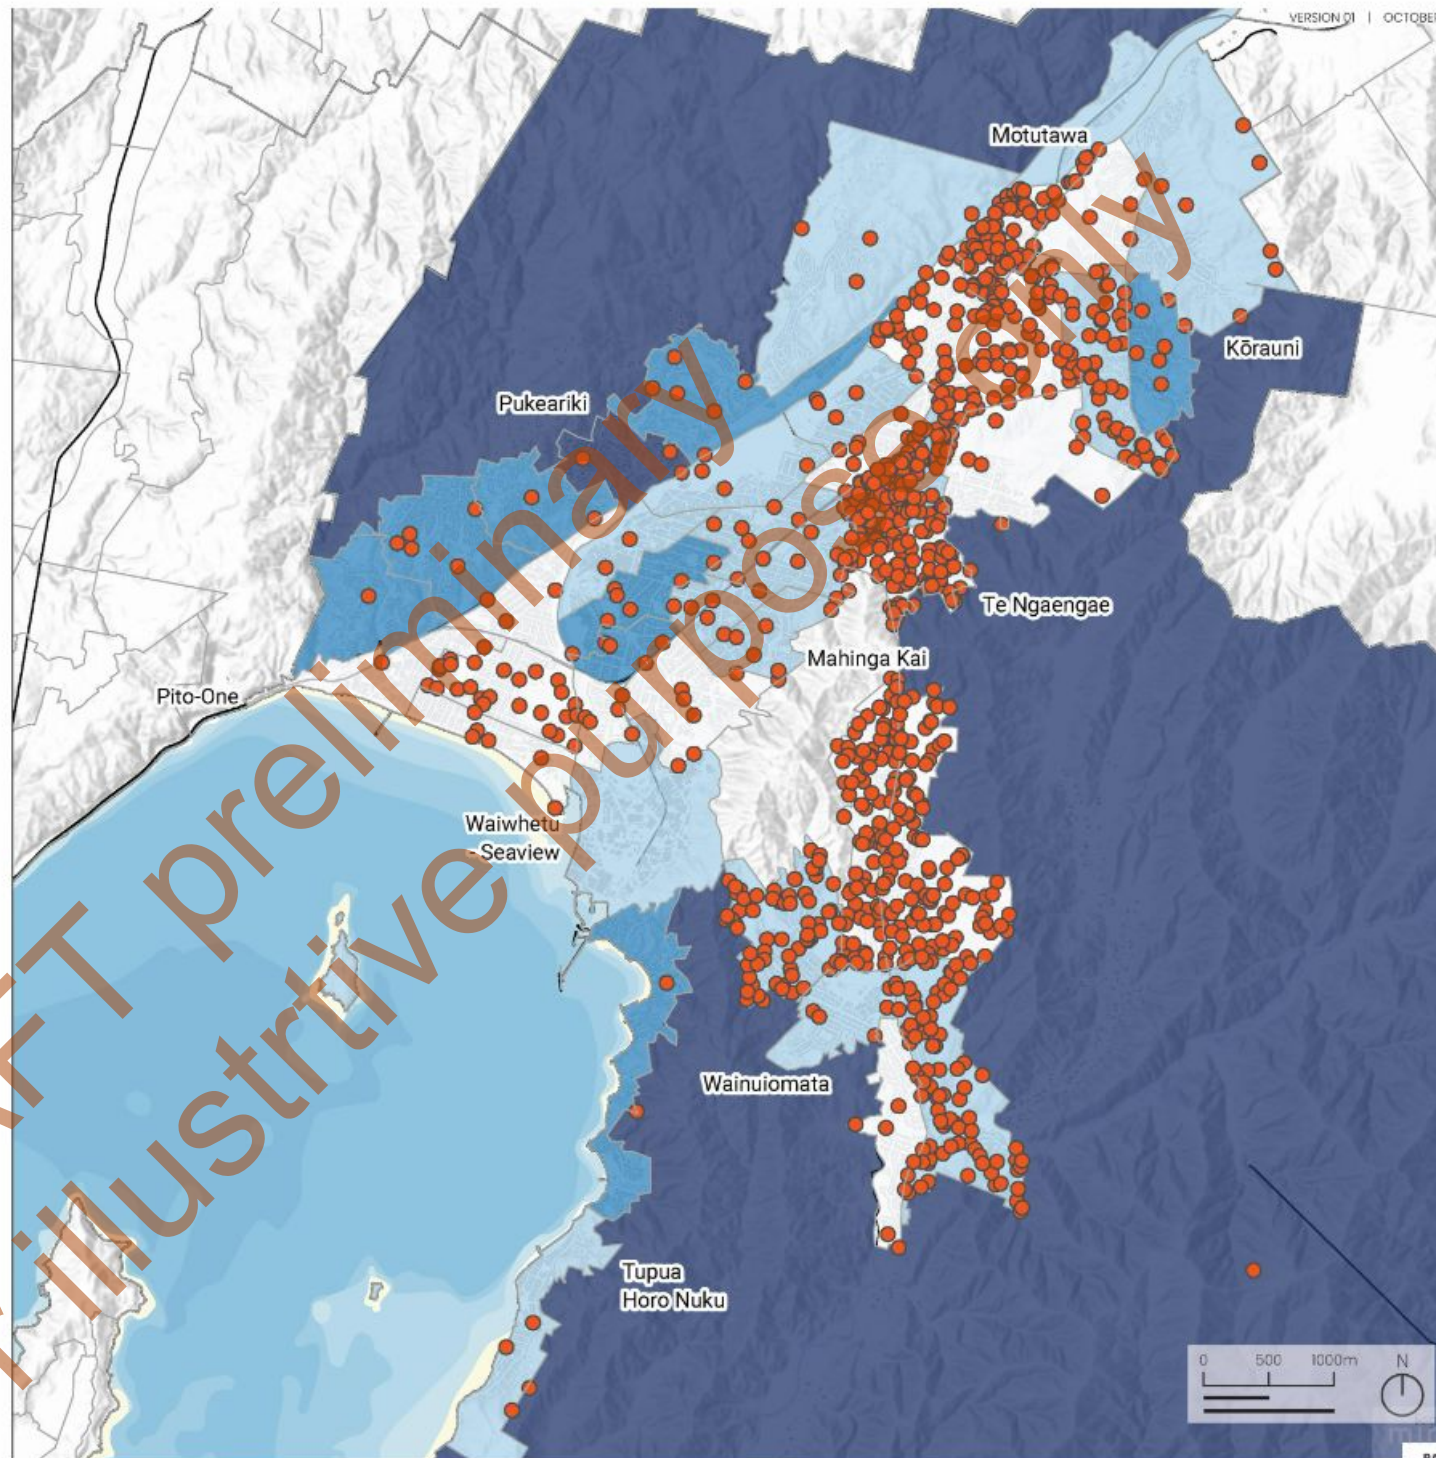 VERSION 01 | OCTOBER
Motutawa
Kōrauni
Pukeariki
Te Ngaengae
Mahinga Kai
Pito-One
Waiwhetu
- Seaview
Wainuiomata
Tupua
Horo Nuku
preliminary
illustrtive purposes only
0 500 1000m N